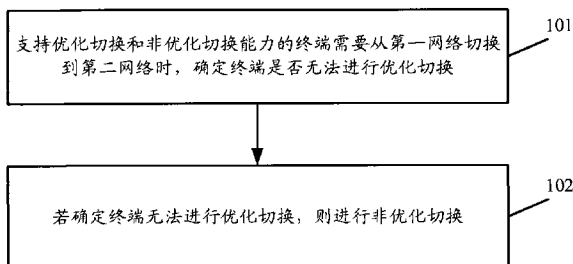 101
支持优化切换和非优化切换能力的终端需要从第一网络切换
到第二网络时，确定终端是否无法进行优化切换
102
若确定终端无法进行优化切换，则进行非优化切换